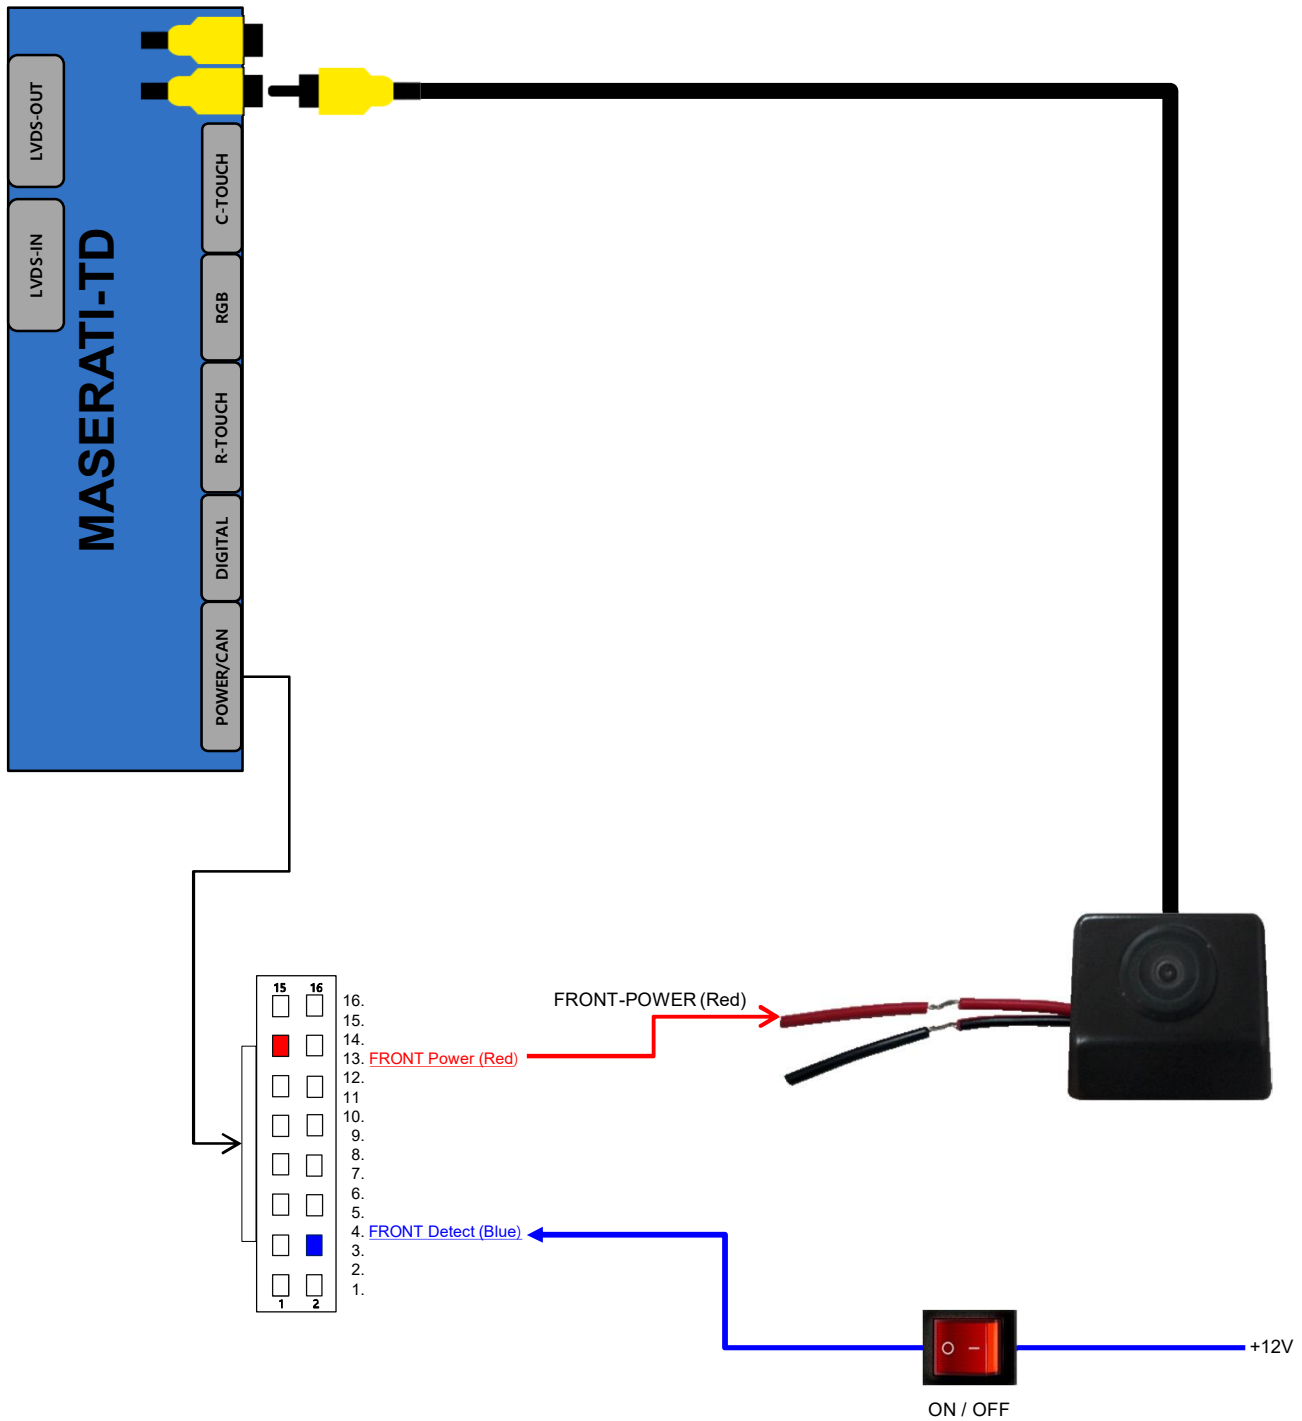 LVDS-OUT
LVDS-IN
MASERATI-TD
C-TOUCH
RGB
R-TOUCH
DIGITAL
POWER/CAN
15 16
16.
15.
14.
13. FRONT Power (Red)
12.
11
10.
9.
8.
7.
6.
5.
4. FRONT Detect (Blue)
3.
2.
1.
1 2
FRONT-POWER (Red)
O –
+12V
ON / OFF